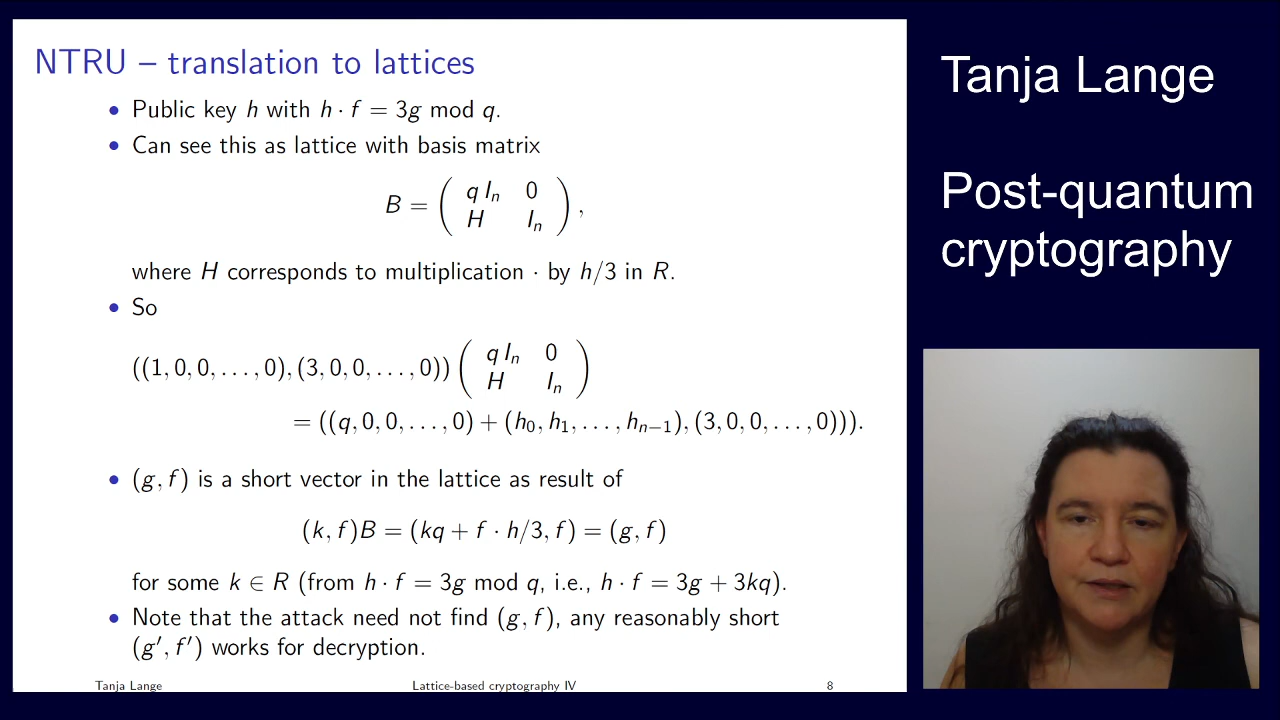 NTRU – translation to lattices
• Public key h with h · f = 3g mod q.
• Can see this as lattice with basis matrix
B = ( q I_n 0
H I_n ) ,
where H corresponds to multiplication · by h/3 in R.
• So
((1, 0, 0, . . . , 0), (3, 0, 0, . . . , 0)) ( q I_n 0
H I_n )
= ((q, 0, 0, . . . , 0) + (h_0, h_1, . . . , h_{n−1}), (3, 0, 0, . . . , 0))).
• (g, f) is a short vector in the lattice as result of
(k, f)B = (kq + f · h/3, f) = (g, f)
for some k ∈ R (from h · f = 3g mod q, i.e., h · f = 3g + 3kq).
• Note that the attack need not find (g, f), any reasonably short
(g′, f′) works for decryption.
Tanja Lange Lattice-based cryptography IV 8
Tanja Lange
Post-quantum
cryptography